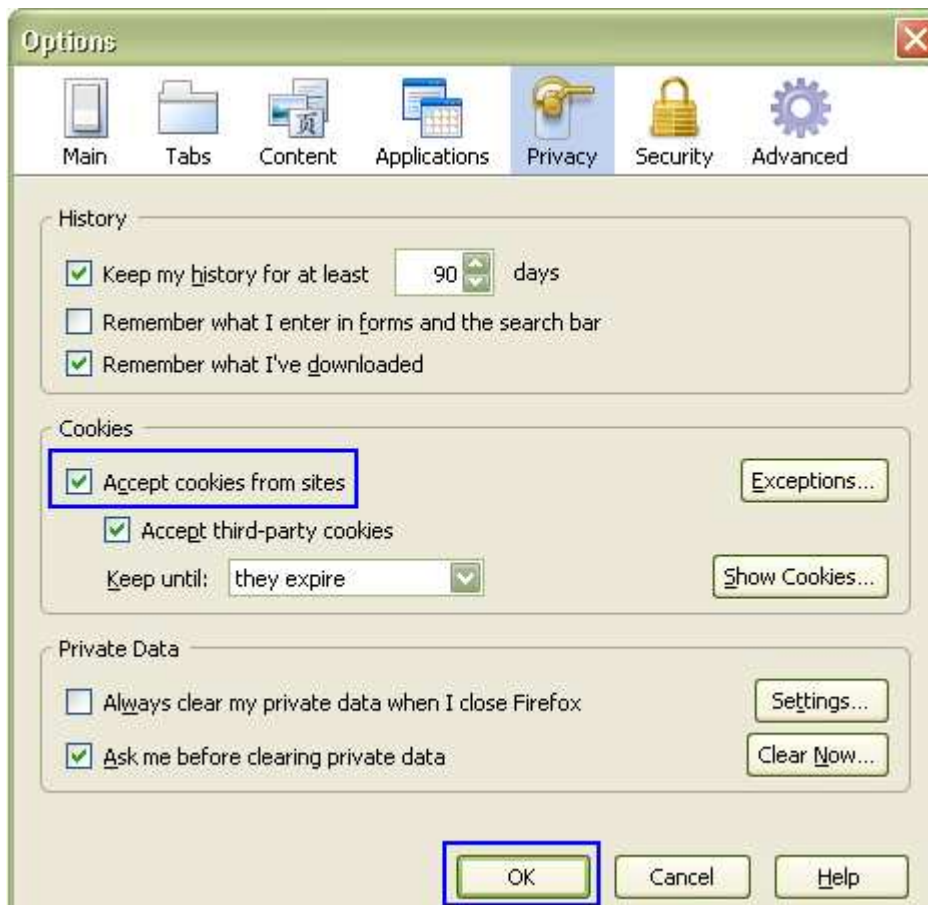 Options
Main Tabs Content Applications Privacy Security Advanced
页
History
Keep my history for at least 90 days
Remember what I enter in forms and the search bar
Remember what I've downloaded
Cookies
Accept cookies from sites Exceptions...
Accept third-party cookies
Keep until: they expire Show Cookies...
Private Data
Always clear my private data when I close Firefox Settings...
Ask me before clearing private data Clear Now...
OK Cancel Help